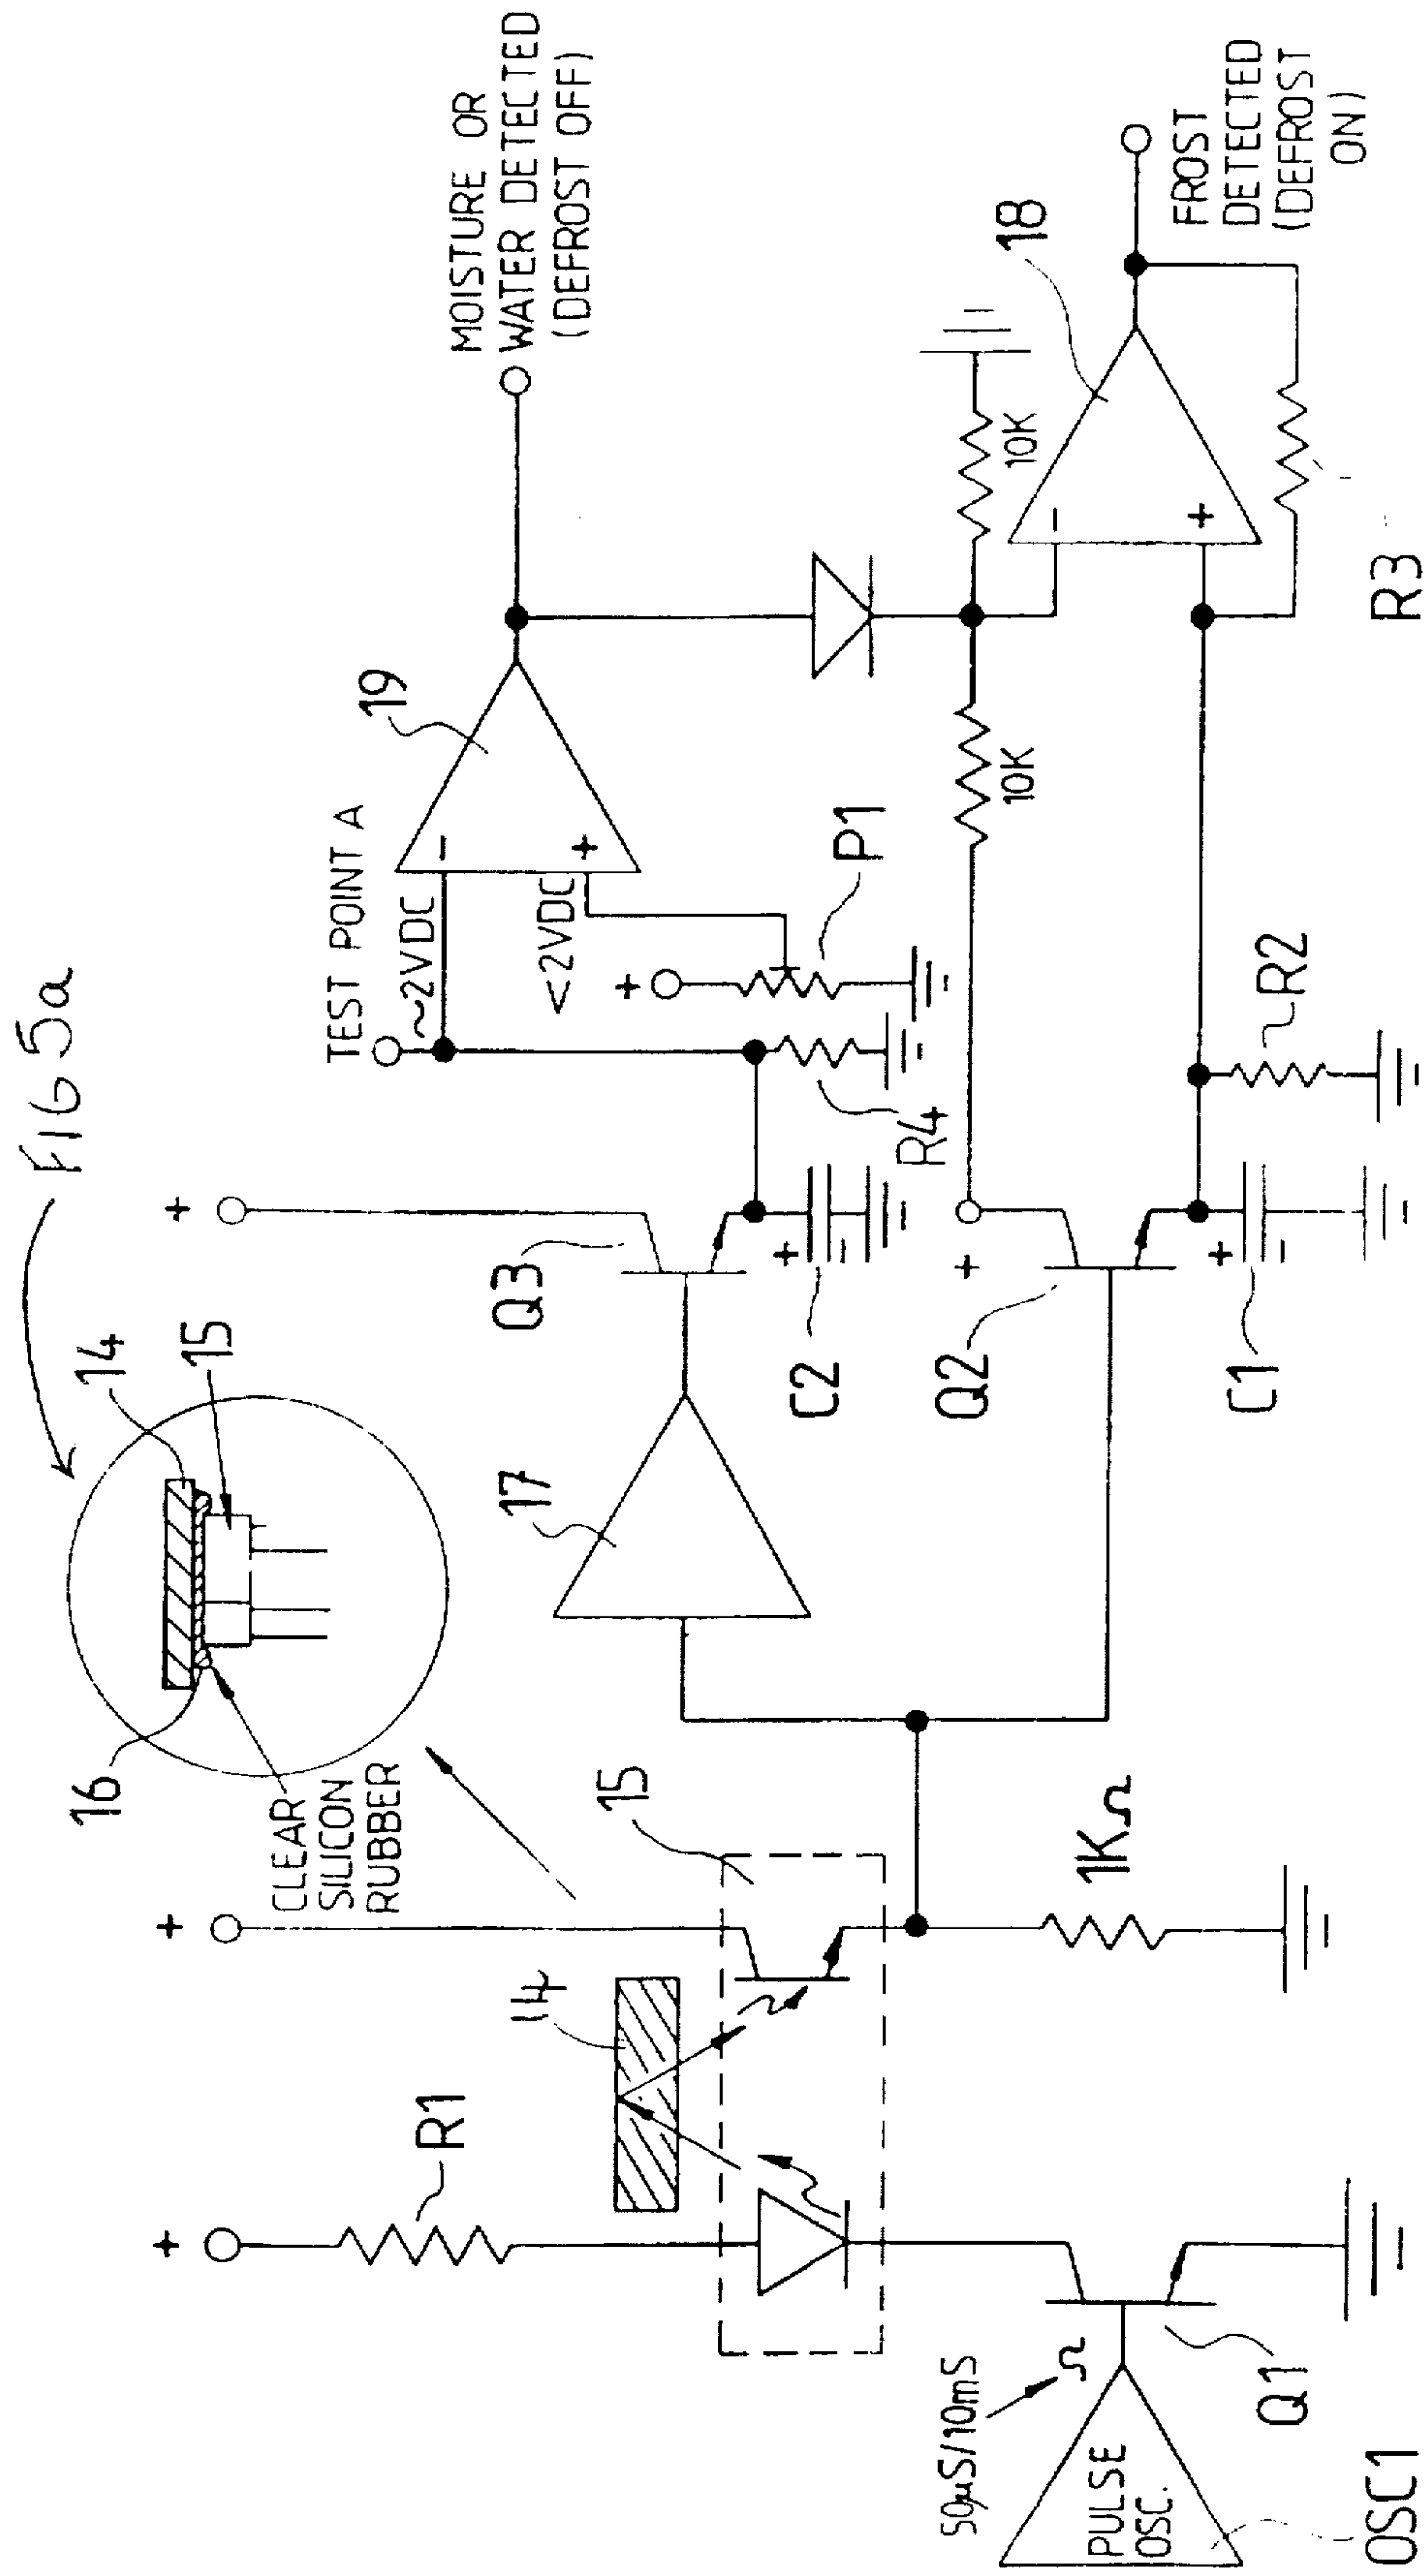 FIG 5a
14
15
16
CLEAR
SILICON
RUBBER
+
R1
14
15
+
50µS/10mS
PULSE
OSC.
OSC1
Q1
1KΩ
17
+
Q3
+
C2
R4
TEST POINT A
~2VDC
<2VDC
-
+
19
+
P1
MOISTURE OR
WATER DETECTED
(DEFROST OFF)
+
Q2
+
C1
R2
10K
10K
-
+
18
R3
FROST
DETECTED
(DEFROST
ON)